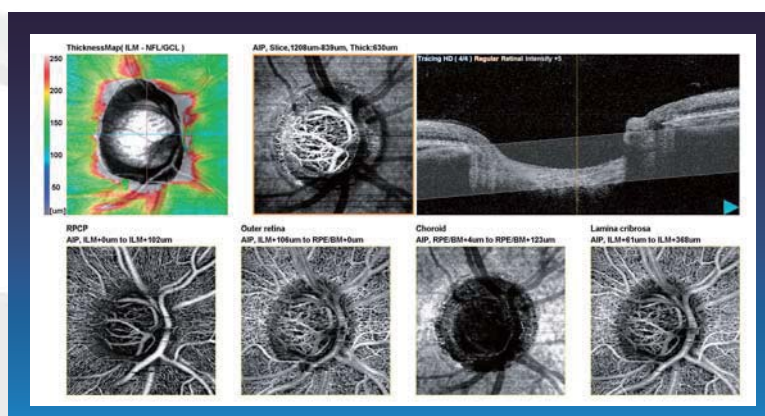 ThicknessMap( ILM - NFL/GCL )
AIP, Slice,1208um-839um, Thick:630um
Tracing HD ( 4/4 ) Regular Retinal Intensity ×5
250
200
150
100
50
[um]
RPCP
AIP, ILM+0um to ILM+102um
Outer retina
AIP, ILM+106um to RPE/BM+0um
Choroid
AIP, RPE/BM+4um to RPE/BM+123um
Lamina cribrosa
AIP, ILM+61um to ILM+368um